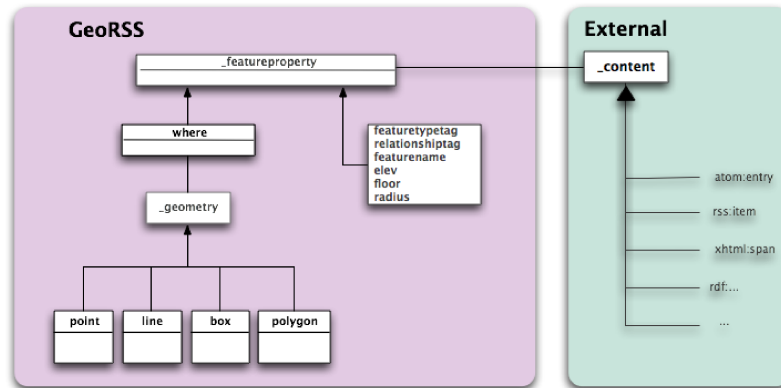 GeoRSS
_featureproperty
where
featuretypetag
relationshiptag
featurename
elev
floor
radius
_geometry
point
line
box
polygon
External
_content
atom:entry
rss:item
xhtml:span
rdf:...
...